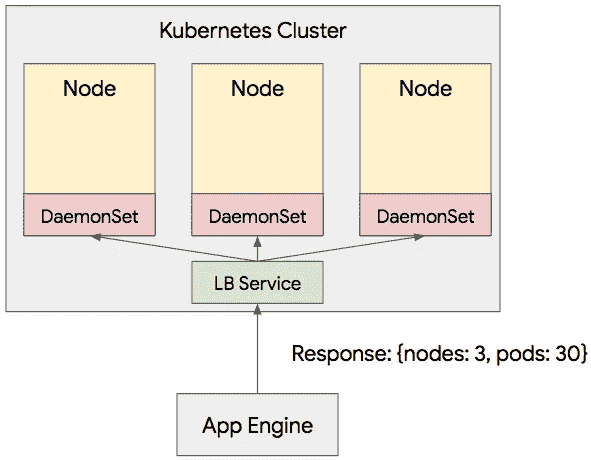 Kubernetes Cluster
Node
Node
Node
DaemonSet
DaemonSet
DaemonSet
LB Service
Response: {nodes: 3, pods: 30}
App Engine